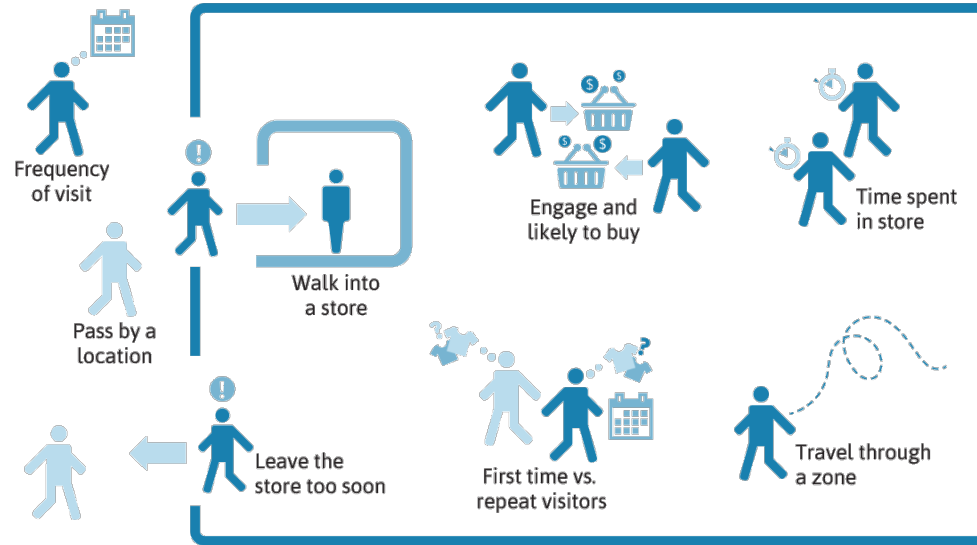 Frequency
of visit
Pass by a
location
!
Walk into
a store
$
$
$
$
Engage and
likely to buy
Time spent
in store
!
Leave the
store too soon
?
?
First time vs.
repeat visitors
Travel through
a zone